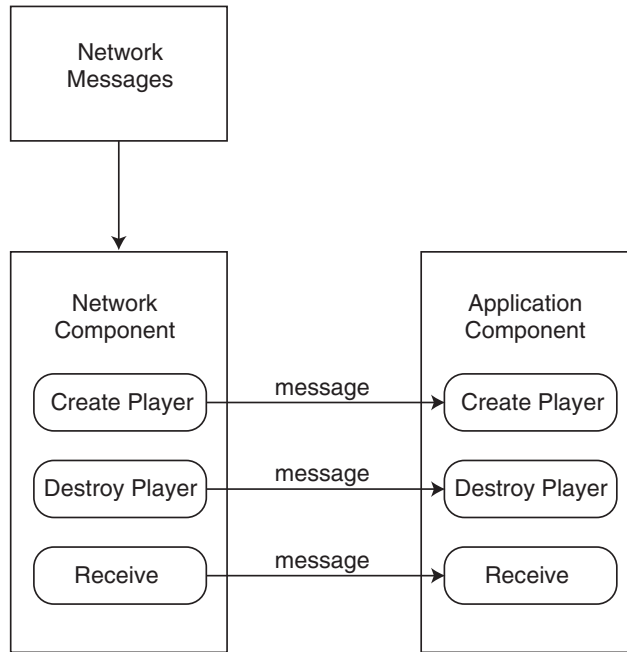 Network
Messages
Network
Component
Application
Component
Create Player
message
Create Player
Destroy Player
message
Destroy Player
Receive
message
Receive